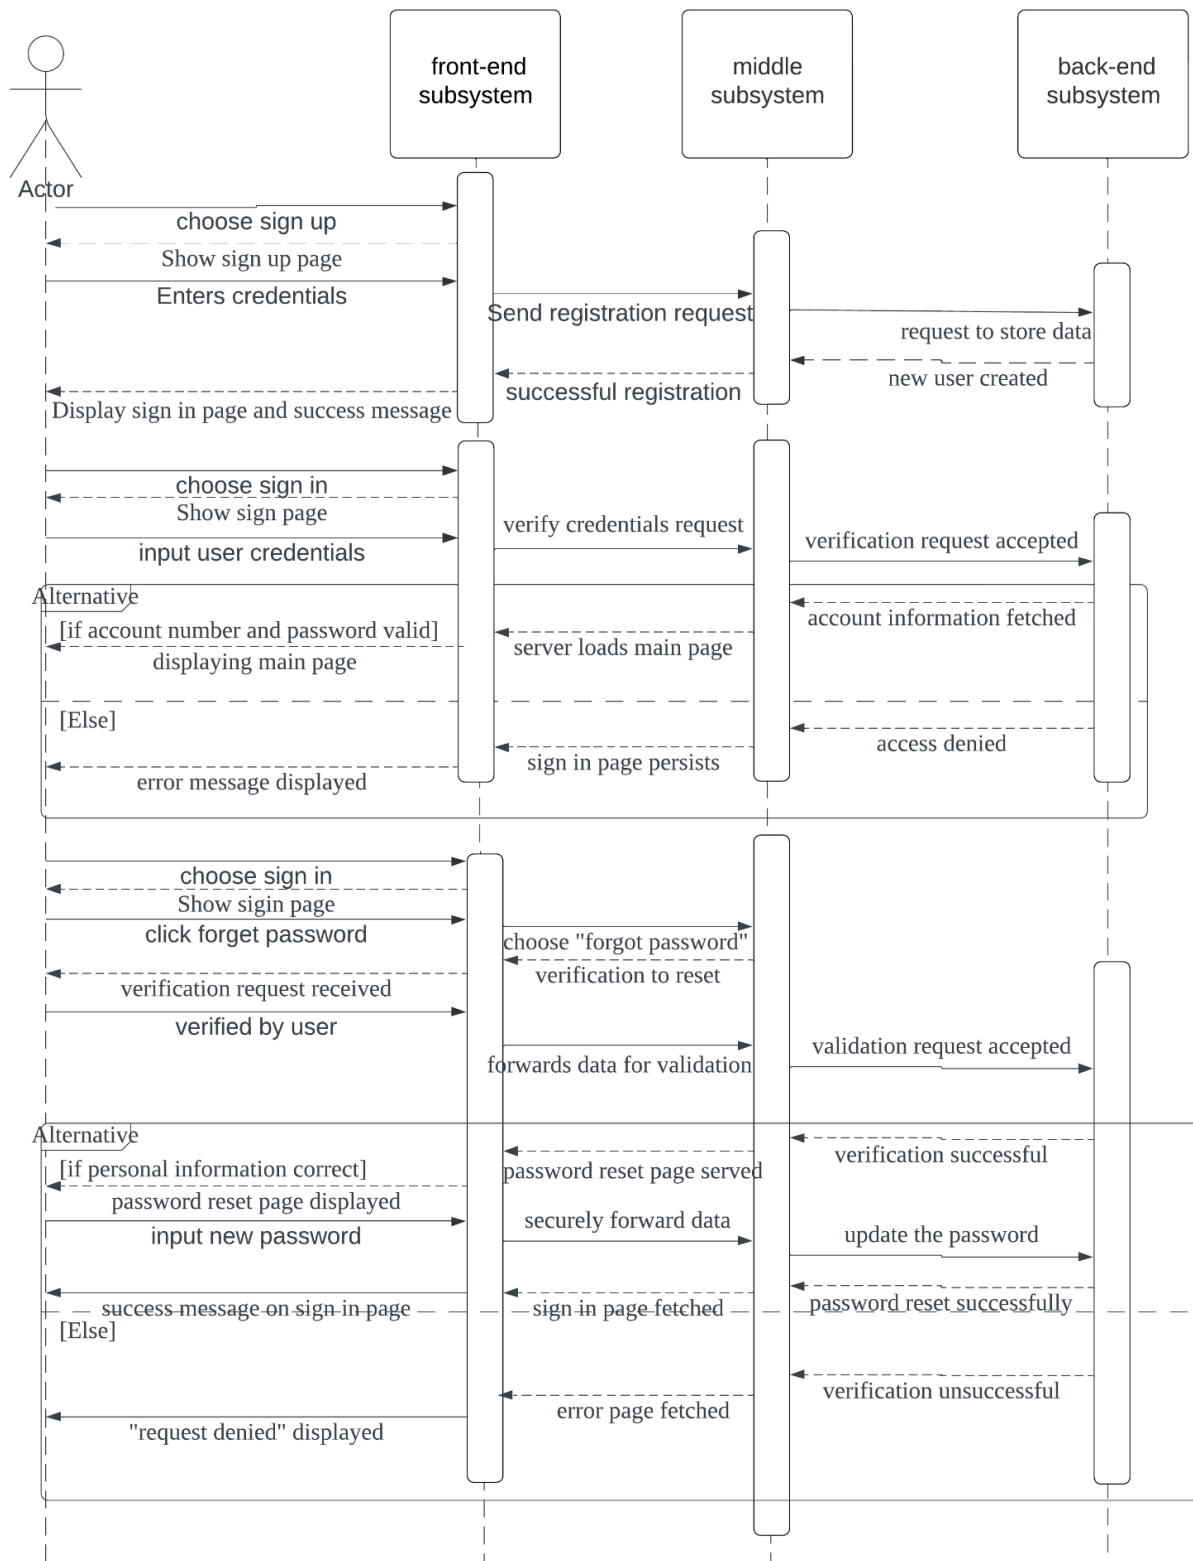 front-end
subsystem
middle
subsystem
back-end
subsystem
Actor
choose sign up
Show sign up page
Enters credentials
Send registration request
request to store data
new user created
successful registration
Display sign in page and success message
choose sign in
Show sign page
verify credentials request
input user credentials
verification request accepted
Alternative
account information fetched
[if account number and password valid]
server loads main page
displaying main page
[Else]
access denied
sign in page persists
error message displayed
choose sign in
Show sigin page
click forget password
choose "forgot password"
verification to reset
verification request received
verified by user
validation request accepted
forwards data for validation
Alternative
verification successful
[if personal information correct]
password reset page served
password reset page displayed
securely forward data
input new password
update the password
password reset successfully
success message on sign in page
sign in page fetched
[Else]
verification unsuccessful
error page fetched
"request denied" displayed